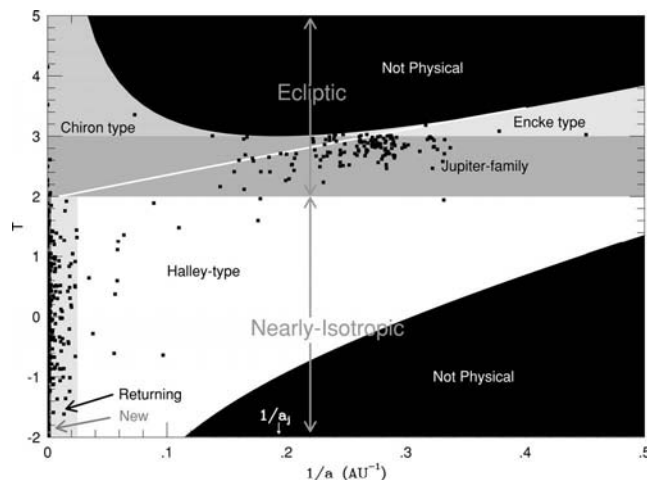 5
4
3
2
1
0
-1
-2
T
Not Physical
Ecliptic
Chiron type
Encke type
Jupiter-family
Halley-type
Nearly-Isotropic
Not Physical
Returning
New
1/aⱼ
0
.1
.2
.3
.4
.5
1/a (AU⁻¹)